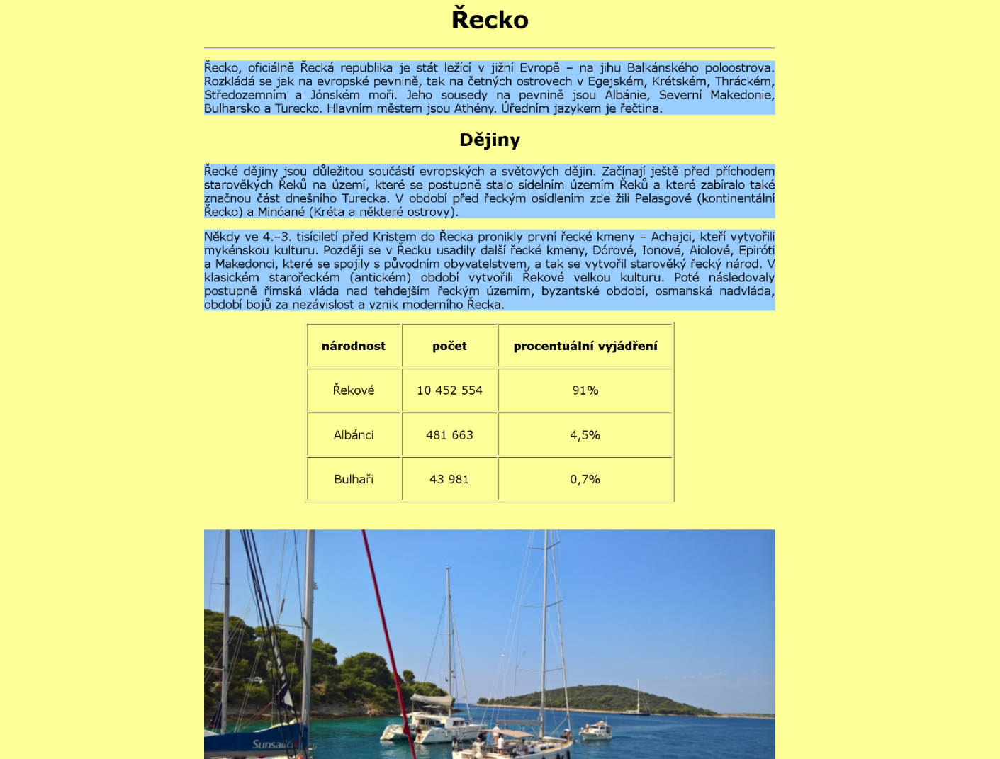 Řecko
Řecko, oficiálně Řecká republika je stát ležící v jižní Evropě – na jihu Balkánského poloostrova.
Rozkládá se jak na evropské pevnině, tak na četných ostrovech v Egejském, Krétském, Thráckém,
Středozemním a Jónském moři. Jeho sousedy na pevnině jsou Albánie, Severní Makedonie,
Bulharsko a Turecko. Hlavním městem jsou Athény. Úředním jazykem je řečtina.
Dějiny
Řecké dějiny jsou důležitou součástí evropských a světových dějin. Začínají ještě před příchodem
starověkých Řeků na území, které se postupně stalo sídelním územím Řeků a které zabíralo také
značnou část dnešního Turecka. V období před řeckým osídlením zde žili Pelasgové (kontinentální
Řecko) a Minóané (Kréta a některé ostrovy).
Někdy ve 4.–3. tisíciletí před Kristem do Řecka pronikly první řecké kmeny – Achajci, kteří vytvořili
mykénskou kulturu. Později se v Řecku usadily další řecké kmeny, Dórové, Ionové, Aiolové, Epiróti
a Makedonci, které se spojily s původním obyvatelstvem, a tak se vytvořil starověký řecký národ. V
klasickém starořeckém (antickém) období vytvořili Řekové velkou kulturu. Poté následovaly
postupně římská vláda nad tehdejším řeckým územím, byzantské období, osmanská nadvláda,
období bojů za nezávislost a vznik moderního Řecka.
národnost počet procentuální vyjádření
Řekové 10 452 554 91%
Albánci 481 663 4,5%
Bulhaři 43 981 0,7%
Sunsail